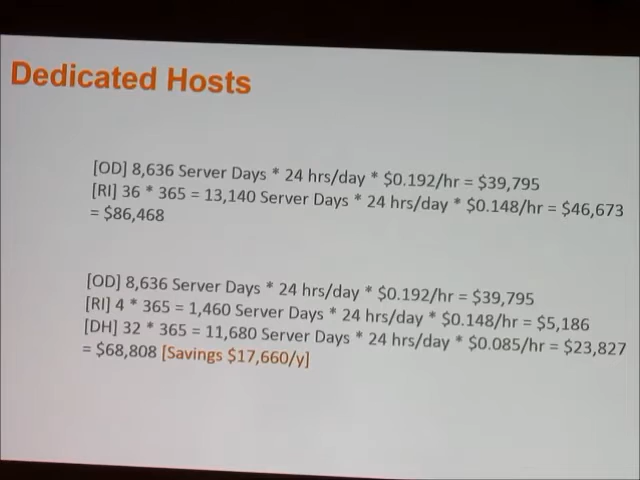 Dedicated Hosts
[OD] 8,636 Server Days * 24 hrs/day * $0.192/hr = $39,795
[RI] 36 * 365 = 13,140 Server Days * 24 hrs/day * $0.148/hr = $46,673
= $86,468
[OD] 8,636 Server Days * 24 hrs/day * $0.192/hr = $39,795
[RI] 4 * 365 = 1,460 Server Days * 24 hrs/day * $0.148/hr = $5,186
[DH] 32 * 365 = 11,680 Server Days * 24 hrs/day * $0.085/hr = $23,827
= $68,808 [Savings $17,660/y]